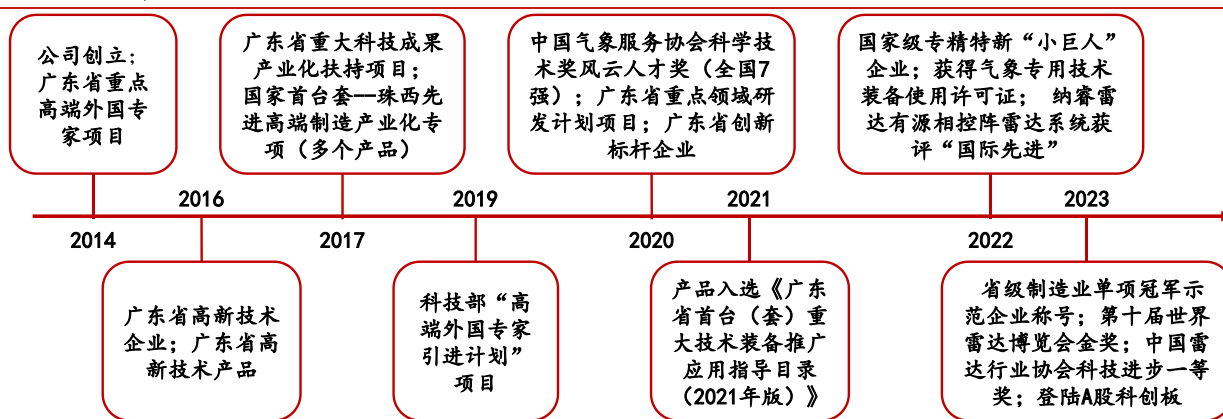 公司创立；
广东省重点
高端外国专
家项目
广东省重大科技成果
产业化扶持项目；
国家首台套—珠西先
进高端制造产业化专
项（多个产品）
中国气象服务协会科学技
术奖风云人才奖（全国7
强）；广东省重点领域研
发计划项目；广东省创新
标杆企业
国家级专精特新“小巨人”
企业；获得气象专用技术
装备使用许可证； 纳睿雷
达有源相控阵雷达系统获
评“国际先进”
2016
2019
2021
2023
2014
2017
2020
2022
广东省高新技术
企业；广东省高
新技术产品
科技部“高
端外国专家
引进计划”
项目
产品入选《广东
省首台（套）重
大技术装备推广
应用指导目录
（2021年版）》
省级制造业单项冠军示
范企业称号；第十届世界
雷达博览会金奖；中国雷
达行业协会科技进步一等
奖；登陆A股科创板